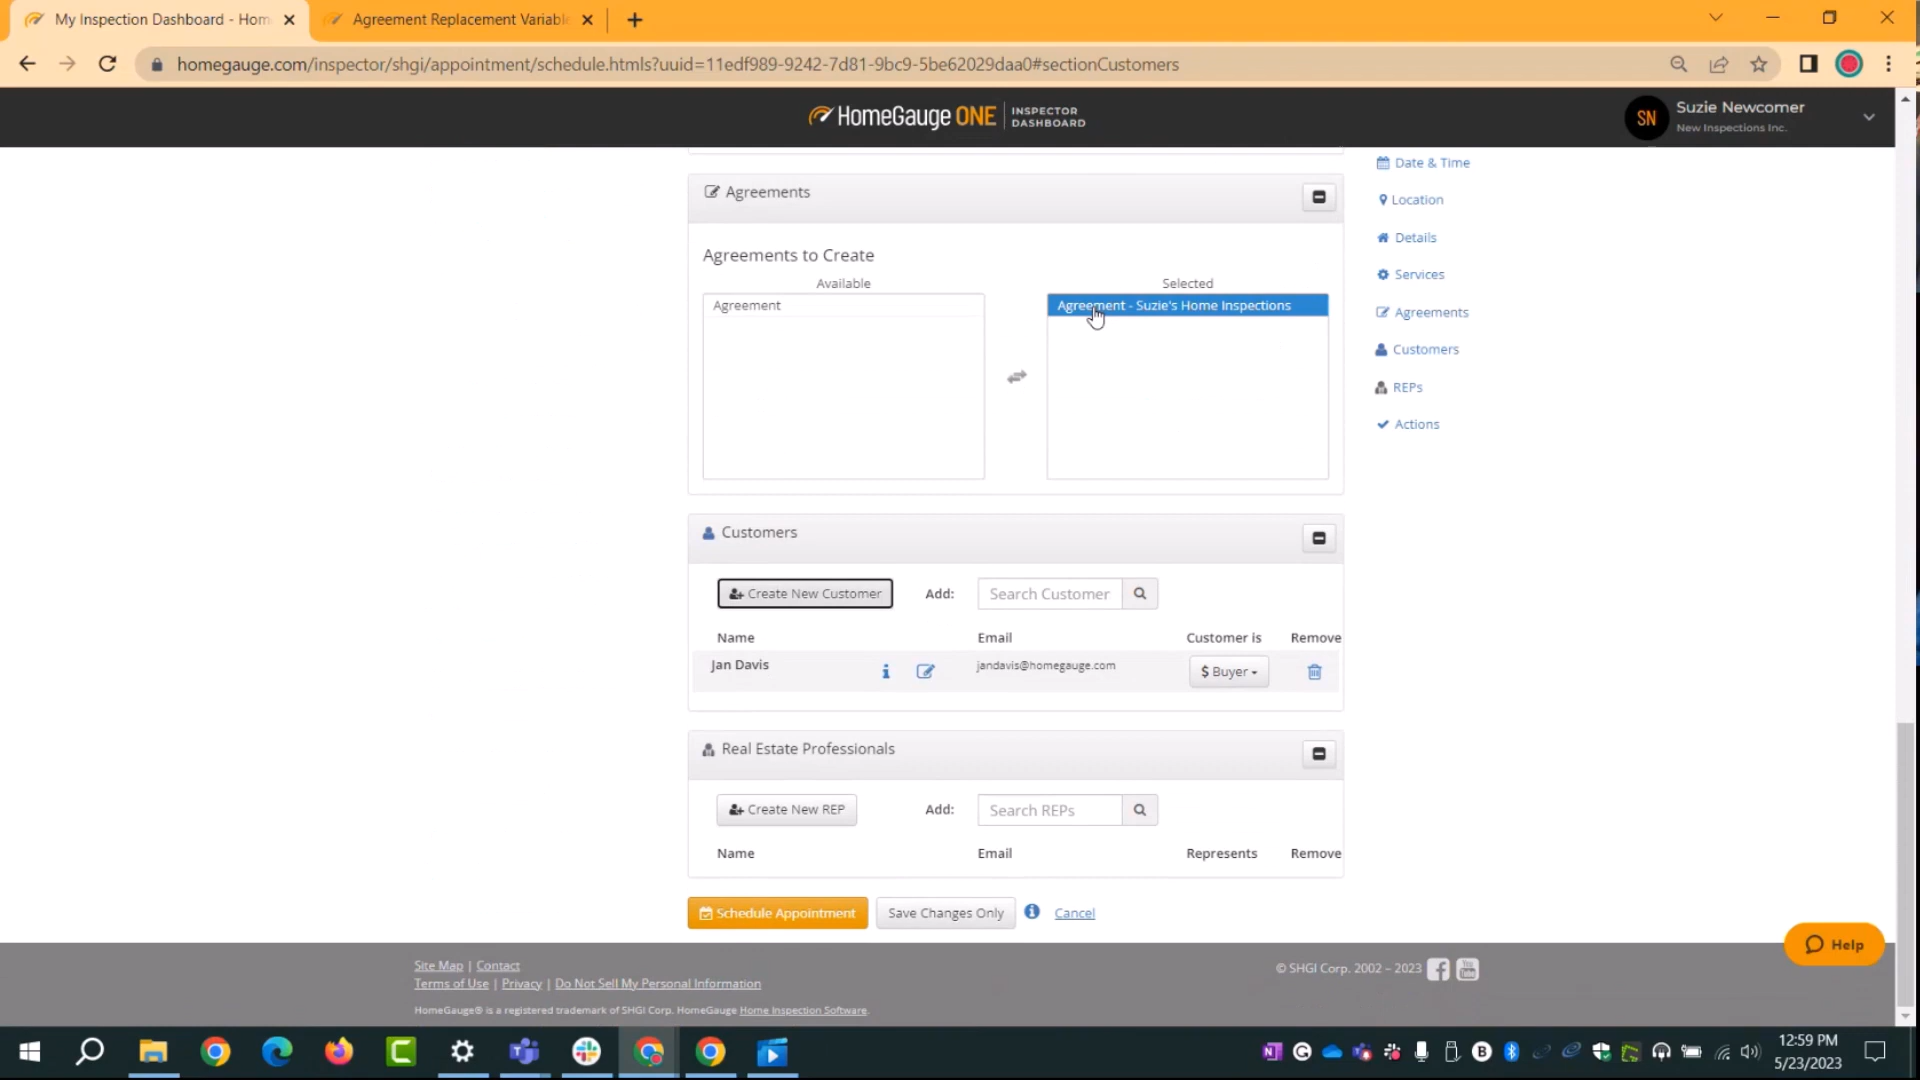 My Inspection Dashboard - Hom
Agreement Replacement Variabl
homegauge.com/inspector/shgi/appointment/schedule.htmls?uuid=11edf989-9242-7d81-9bc9-5be62029daa0#sectionCustomers
HomeGauge ONE
INSPECTOR
DASHBOARD
SN
Suzie Newcomer
New Inspections Inc.
Date & Time
Location
Details
Services
Agreements
Customers
REPs
Actions
Agreements
Agreements to Create
Available
Selected
Agreement
Agreement - Suzie's Home Inspections
Customers
Create New Customer
Add:
Search Customer
Name
Email
Customer is
Remove
Jan Davis
jandavis@homegauge.com
$ Buyer
Real Estate Professionals
Create New REP
Add:
Search REPs
Name
Email
Represents
Remove
Schedule Appointment
Save Changes Only
Cancel
Help
Site Map | Contact
Terms of Use | Privacy | Do Not Sell My Personal Information
HomeGauge® is a registered trademark of SHGI Corp. HomeGauge Home Inspection Software.
© SHGI Corp. 2002 – 2023
12:59 PM
5/23/2023